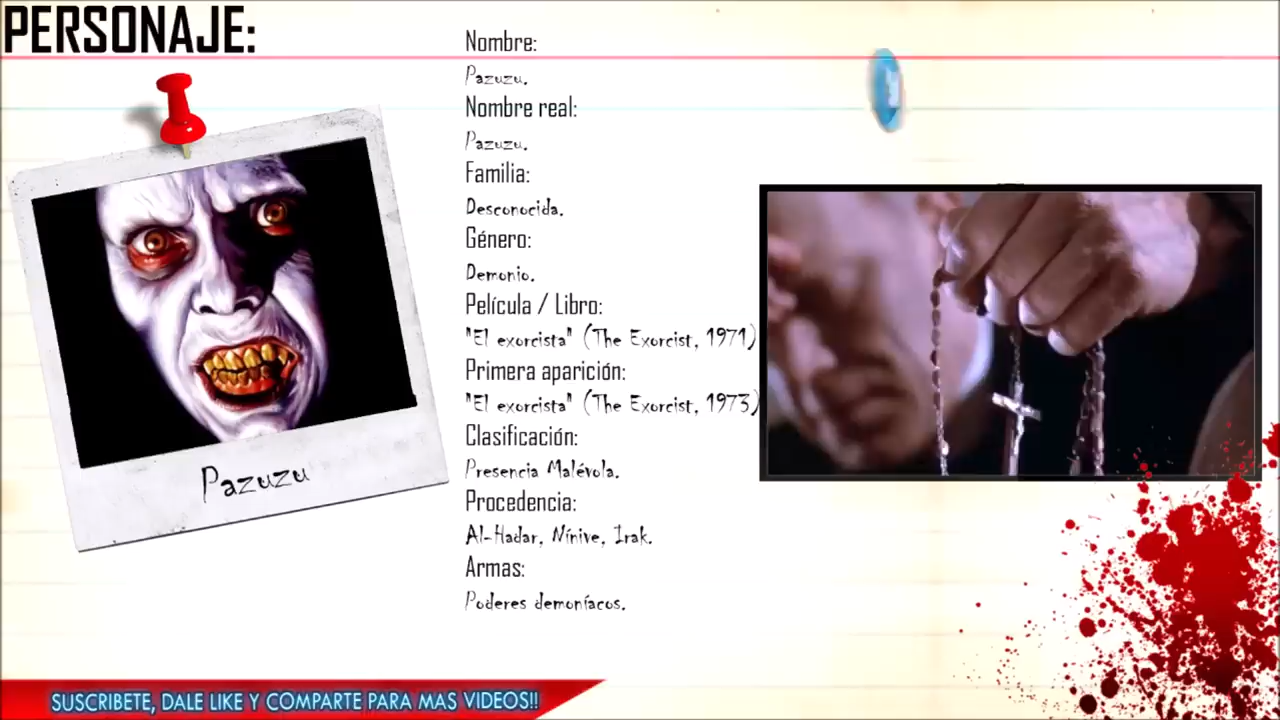 PERSONAJE:
Nombre:
Pazuzu.
Nombre real:
Pazuzu.
Familia:
Desconocida.
Género:
Demonio.
Película / Libro:
"El exorcista" (The Exorcist, 1971)
Primera aparición:
"El exorcista" (The Exorcist, 1973)
Clasificación:
Presencia Malévola.
Procedencia:
Al-Hadar, Nínive, Irak.
Armas:
Poderes demoníacos.
Pazuzu
SUSCRIBETE, DALE LIKE Y COMPARTE PARA MAS VIDEOS!!